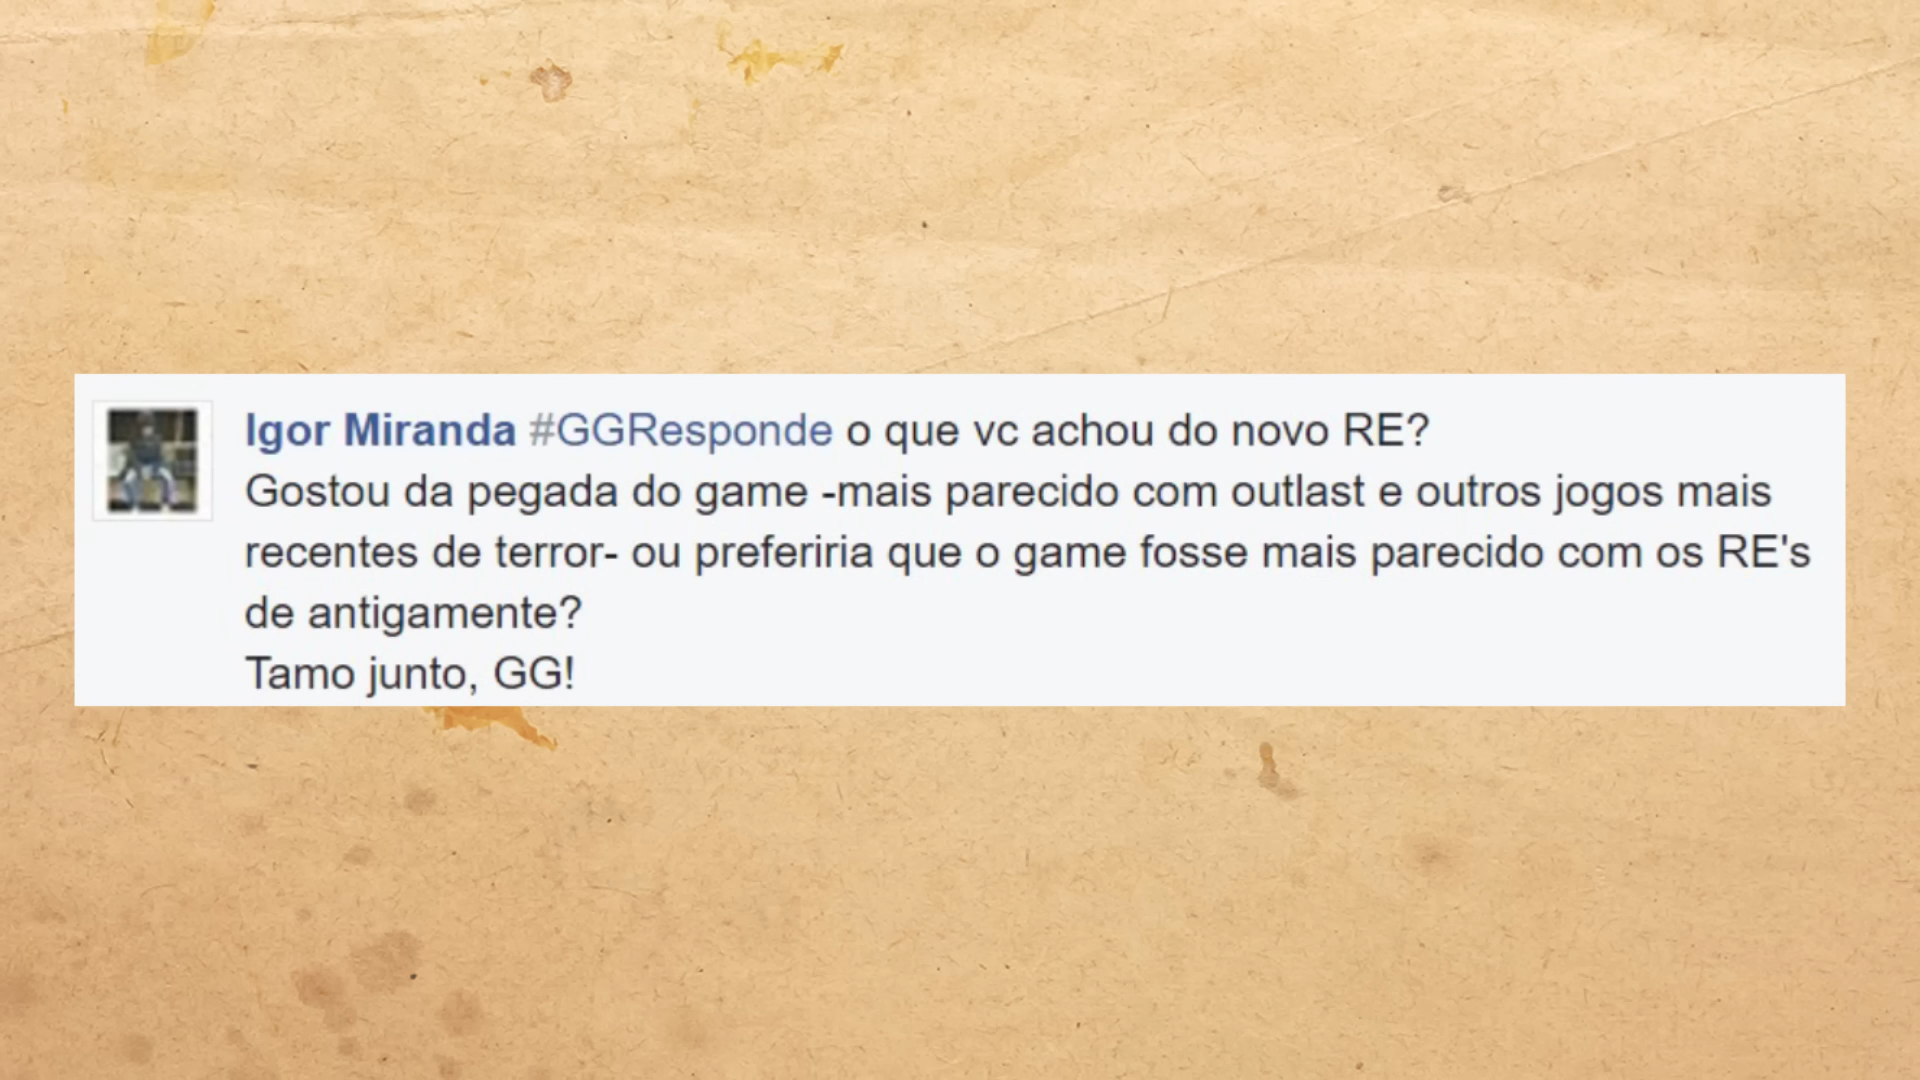 Igor Miranda #GGResponde o que vc achou do novo RE?
Gostou da pegada do game -mais parecido com outlast e outros jogos mais
recentes de terror- ou preferiria que o game fosse mais parecido com os RE's
de antigamente?
Tamo junto, GG!